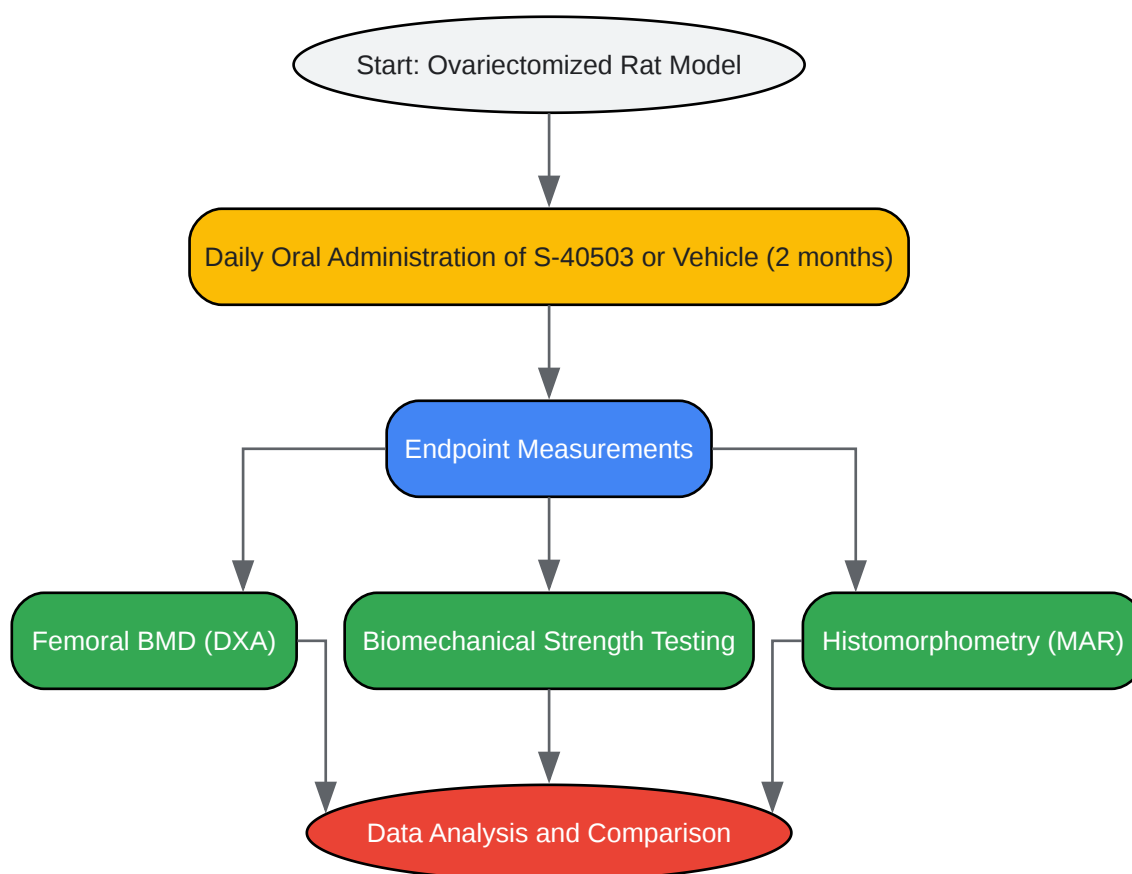 Start: Ovariectomized Rat Model
Daily Oral Administration of S-40503 or Vehicle (2 months)
Endpoint Measurements
Femoral BMD (DXA)
Biomechanical Strength Testing
Histomorphometry (MAR)
Data Analysis and Comparison